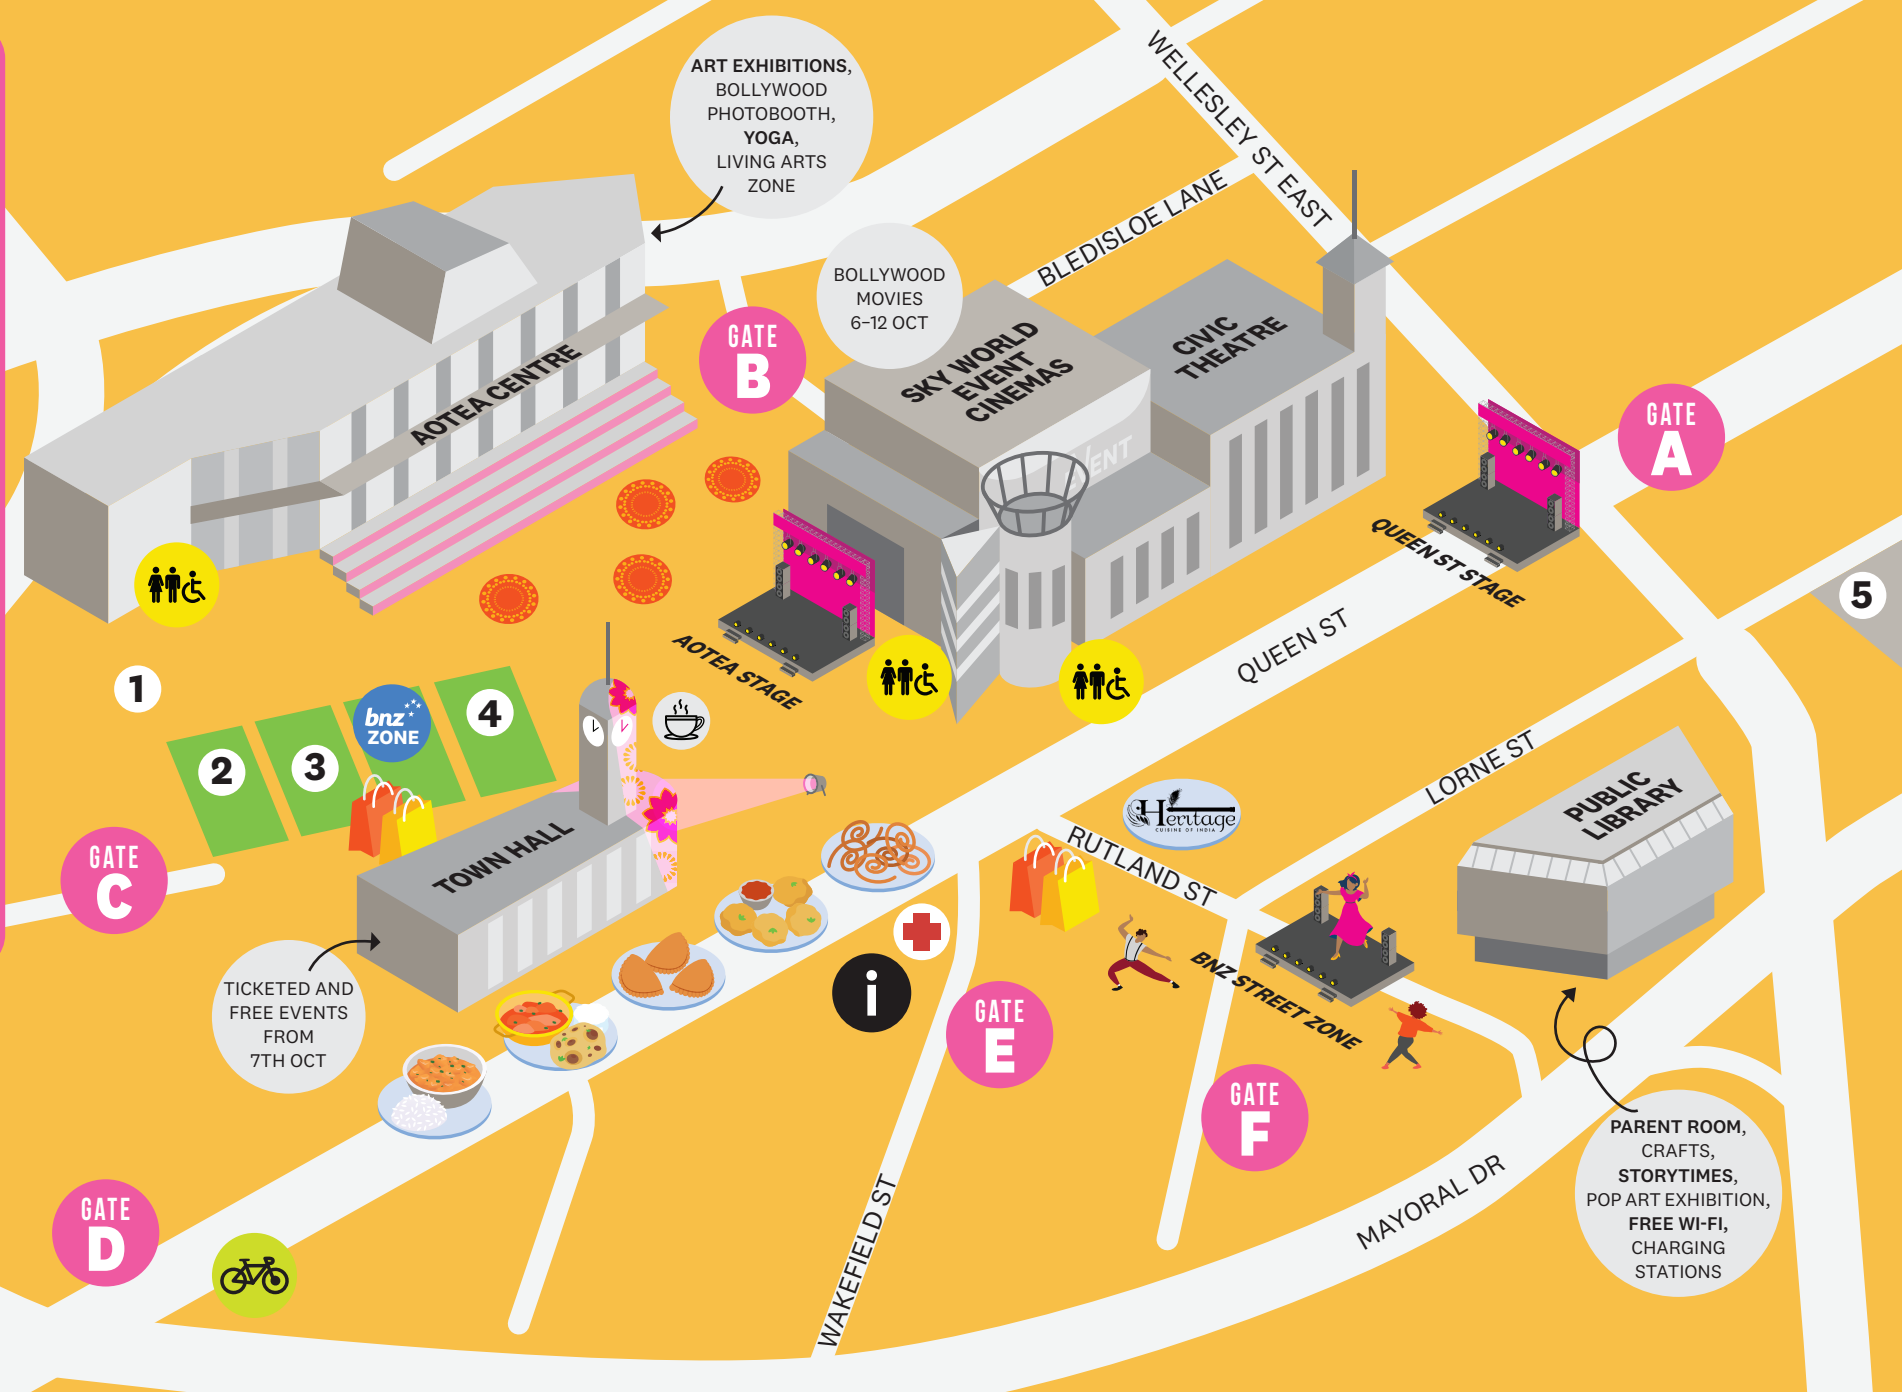 ART EXHIBITIONS,
BOLLYWOOD
PHOTOBOOTH,
YOGA,
LIVING ARTS
ZONE
WELLESLEY ST EAST
BLEDISLOE LANE
BOLLYWOOD
MOVIES
6–12 OCT
GATE
B
SKY WORLD
EVENT
CINEMAS
CIVIC
THEATRE
AOTEA CENTRE
GATE
A
QUEEN ST STAGE
5
AOTEA STAGE
QUEEN ST
1
2
3
bnz
ZONE
4
LORNE ST
PUBLIC
LIBRARY
Heritage
CUISINE OF INDIA
RUTLAND ST
TOWN HALL
GATE
C
i
BNZ STREET ZONE
TICKETED AND
FREE EVENTS
FROM
7TH OCT
GATE
E
GATE
F
GATE
D
WAKEFIELD ST
MAYORAL DR
PARENT ROOM,
CRAFTS,
STORYTIMES,
POP ART EXHIBITION,
FREE WI-FI,
CHARGING
STATIONS